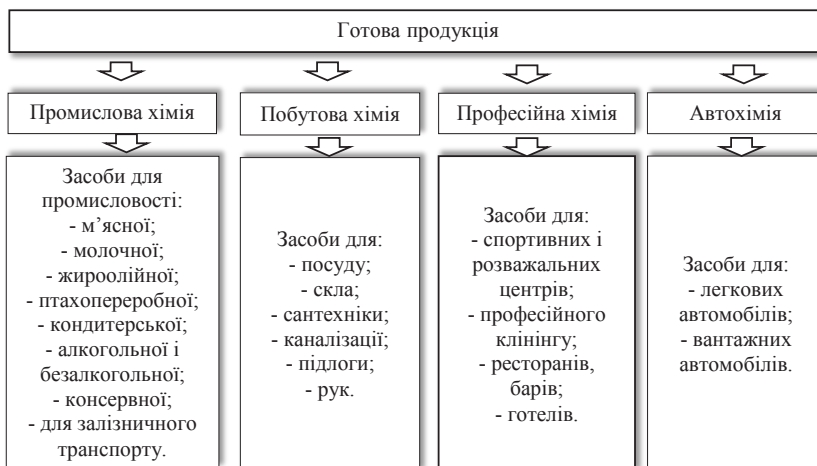 Готова продукція
Промислова хімія
Побутова хімія
Професійна хімія
Автохімія
Засоби для
промисловості:
- м’ясної;
- молочної;
- жироолійної;
- птахопереробної;
- кондитерської;
- алкогольної і
безалкогольної;
- консервної;
- для залізничного
транспорту.
Засоби для:
- посуду;
- скла;
- сантехніки;
- каналізації;
- підлоги;
- рук.
Засоби для:
- спортивних і
розважальних
центрів;
- професійного
клінінгу;
- ресторанів,
барів;
- готелів.
Засоби для:
- легкових
автомобілів;
- вантажних
автомобілів.